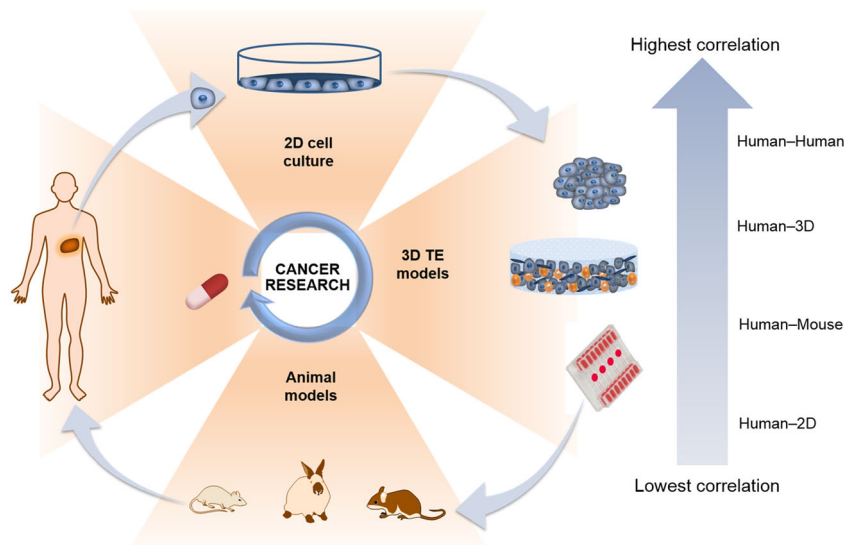 2D cell
culture
CANCER
RESEARCH
3D TE
models
Animal
models
Highest correlation
Human–Human
Human–3D
Human–Mouse
Human–2D
Lowest correlation